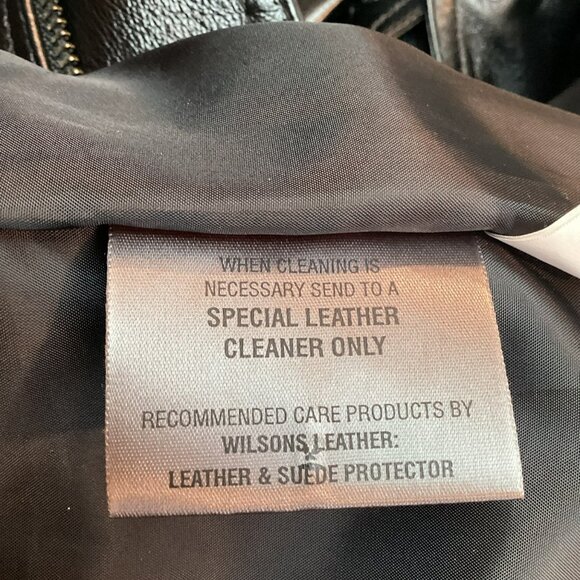 WHEN CLEANING IS
NECESSARY SEND TO A
SPECIAL LEATHER
CLEANER ONLY
RECOMMENDED CARE PRODUCTS BY
WILSONS LEATHER:
LEATHER & SUEDE PROTECTOR